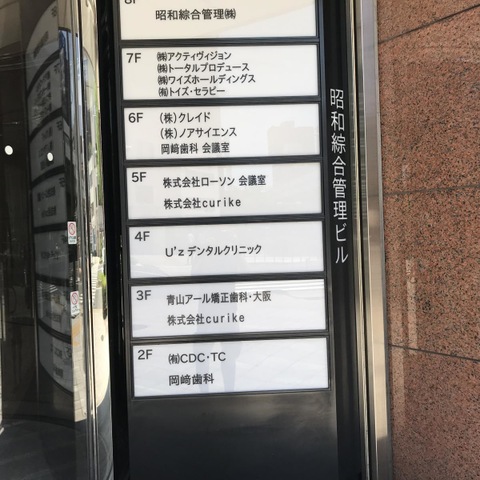 8F
昭和綜合管理㈱
7F
㈱アクティヴィジョン
㈱トータルプロデュース
㈱ワイズホールディングス
㈲トイズ・セラピー
6F
(株)クレイド
(株)ノアサイエンス
岡﨑歯科 会議室
5F
株式会社ローソン 会議室
株式会社curike
4F
U'zデンタルクリニック
3F
青山アール矯正歯科・大阪
株式会社curike
2F
㈲CDC・TC
岡﨑歯科
昭和綜合管理ビル